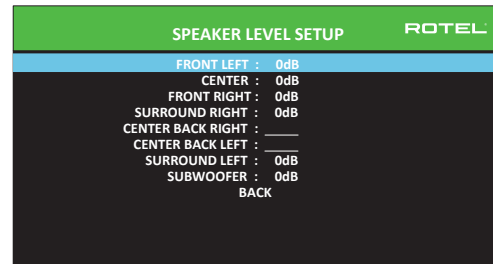 SPEAKER LEVEL SETUP
ROTEL
FRONT LEFT : 0dB
CENTER : 0dB
FRONT RIGHT : 0dB
SURROUND RIGHT : 0dB
CENTER BACK RIGHT : _____
CENTER BACK LEFT : _____
SURROUND LEFT : 0dB
SUBWOOFER : 0dB
BACK